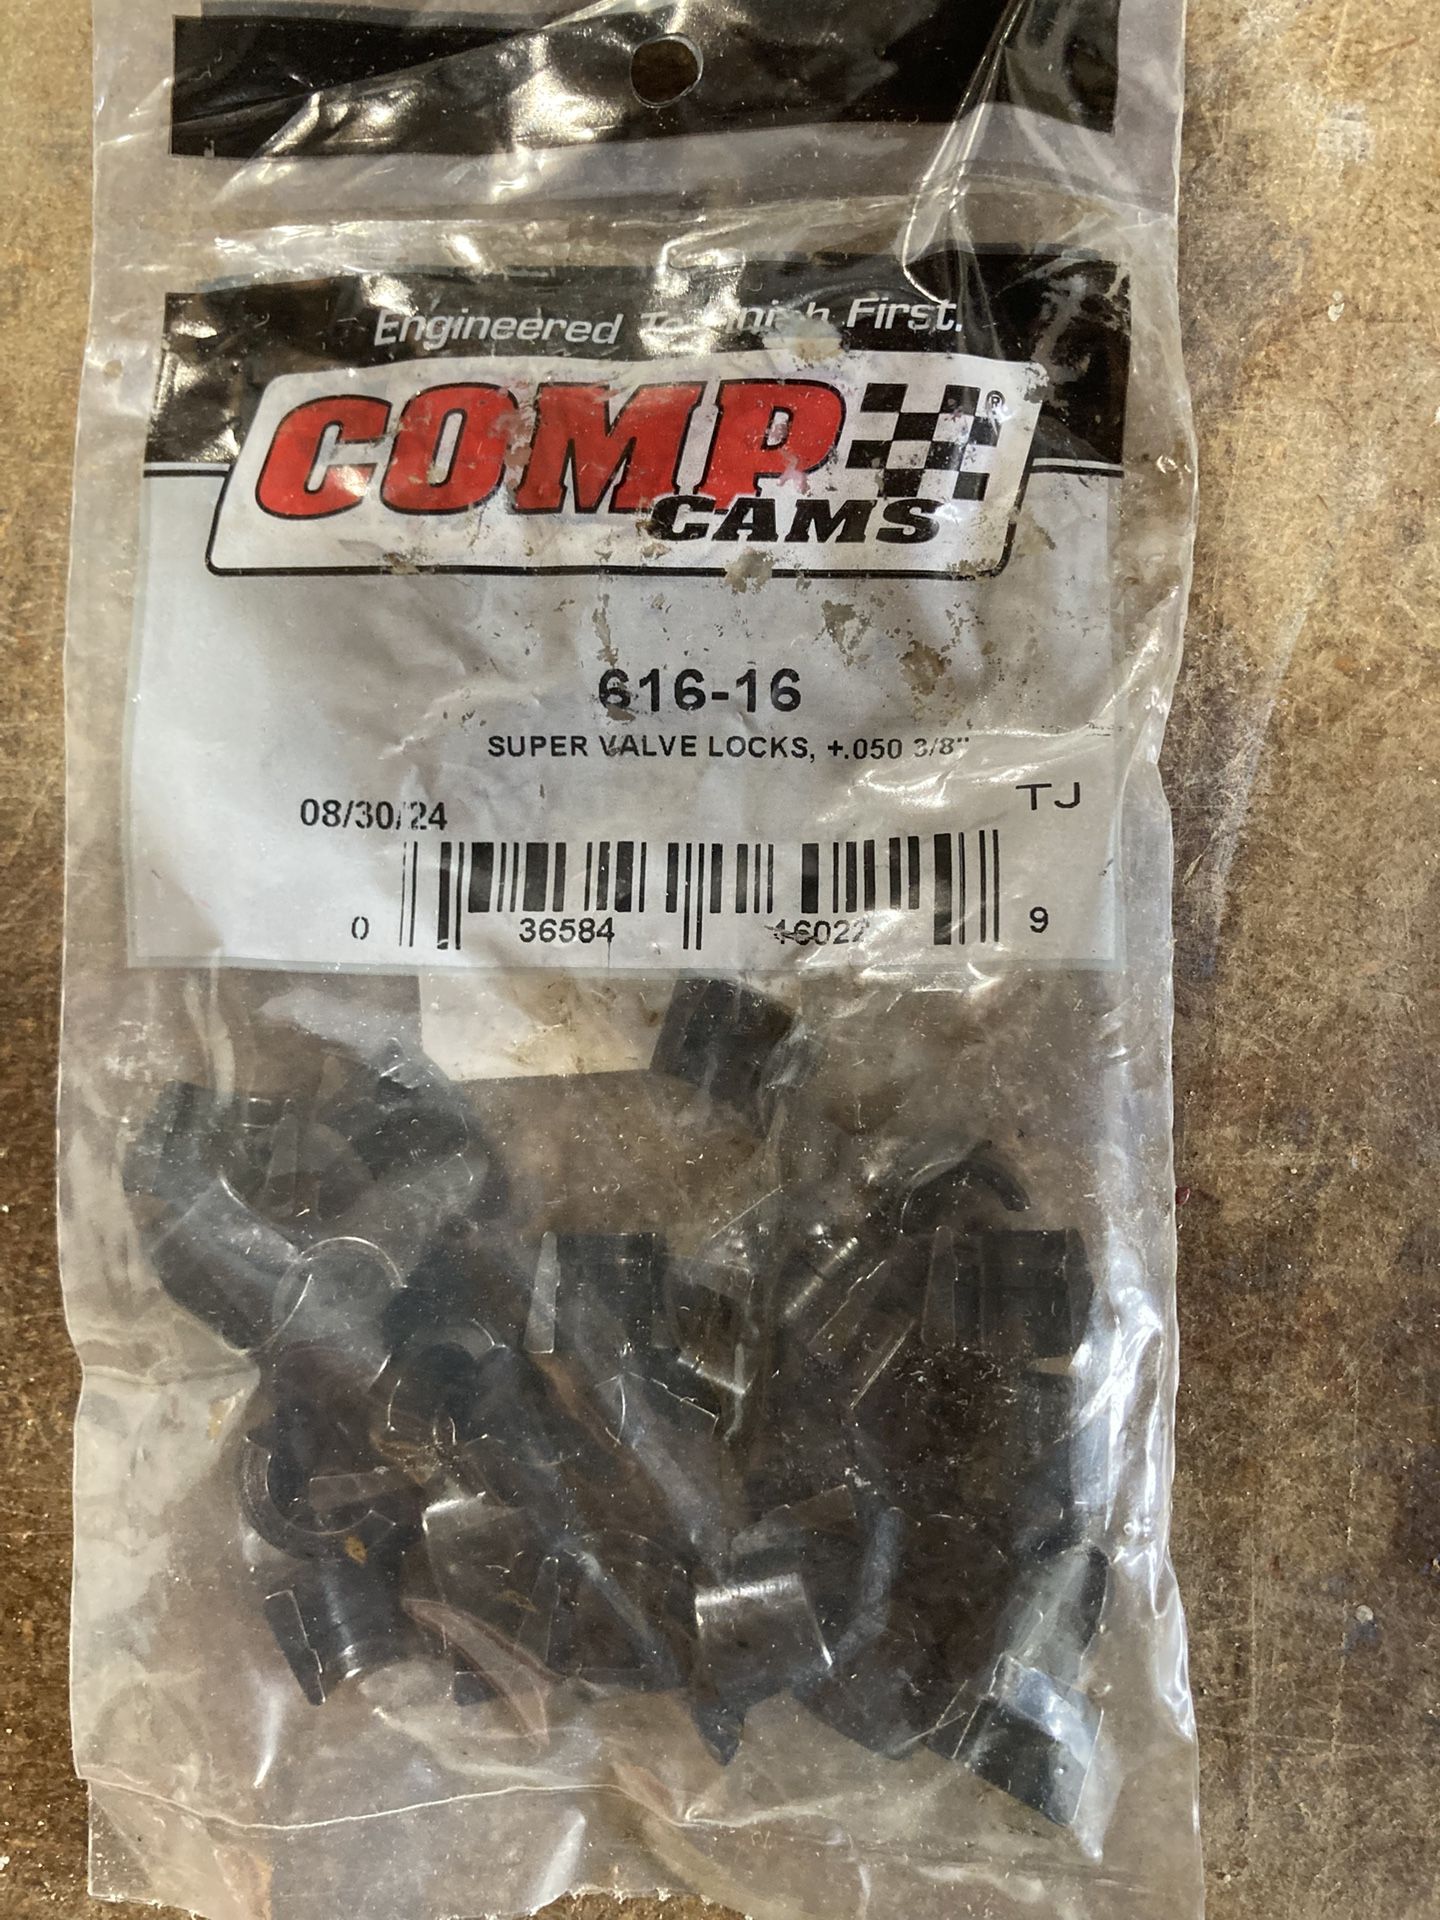 Engineered To Finish First.
COMP®
CAMS
616-16
SUPER VALVE LOCKS, +.050 3/8"
TJ
08/30/24
0 36584 16022 9